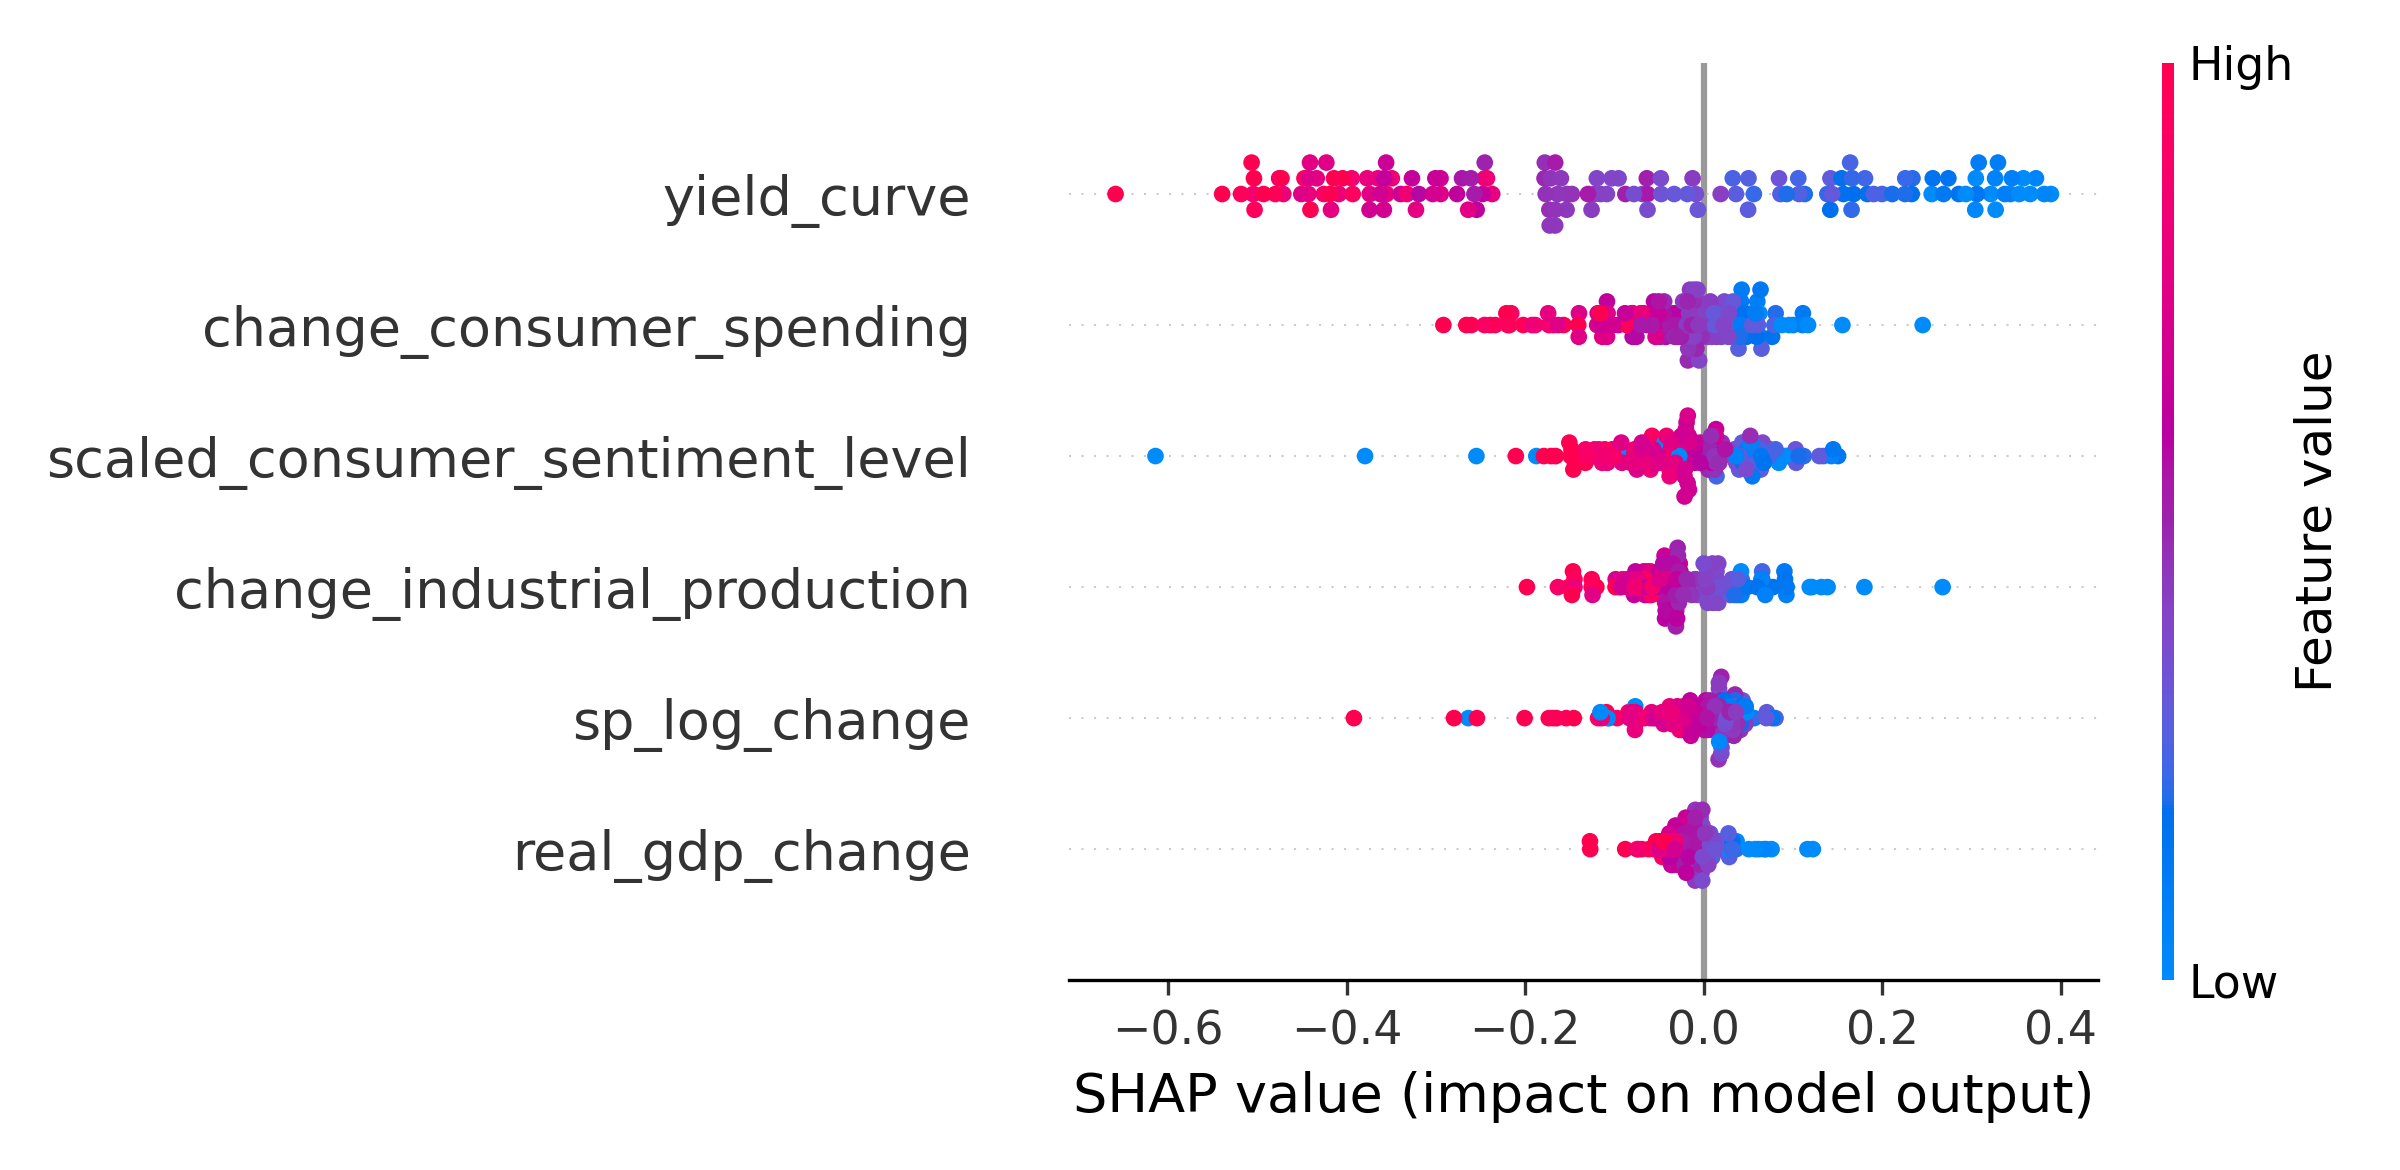 High
yield_curve
change_consumer_spending
scaled_consumer_sentiment_level
change_industrial_production
sp_log_change
real_gdp_change
Feature value
Low
−0.6 −0.4 −0.2 0.0 0.2 0.4
SHAP value (impact on model output)